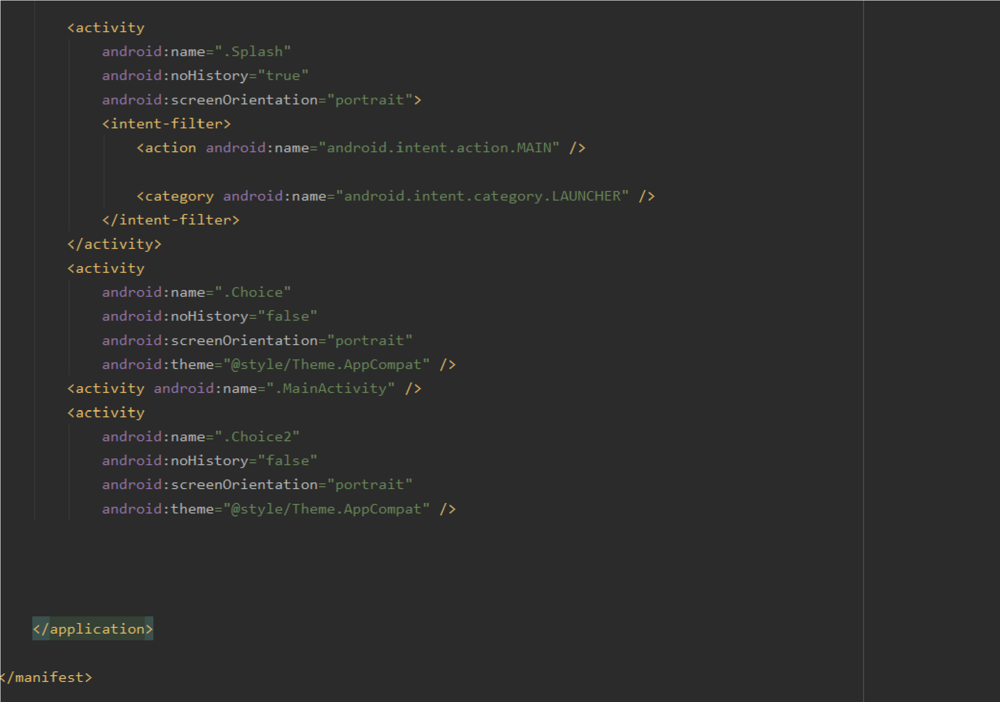 <activity
android:name=".Splash"
android:noHistory="true"
android:screenOrientation="portrait">
<intent-filter>
<action android:name="android.intent.action.MAIN" />
<category android:name="android.intent.category.LAUNCHER" />
</intent-filter>
</activity>
<activity
android:name=".Choice"
android:noHistory="false"
android:screenOrientation="portrait"
android:theme="@style/Theme.AppCompat" />
<activity android:name=".MainActivity" />
<activity
android:name=".Choice2"
android:noHistory="false"
android:screenOrientation="portrait"
android:theme="@style/Theme.AppCompat" />
</application>
</manifest>